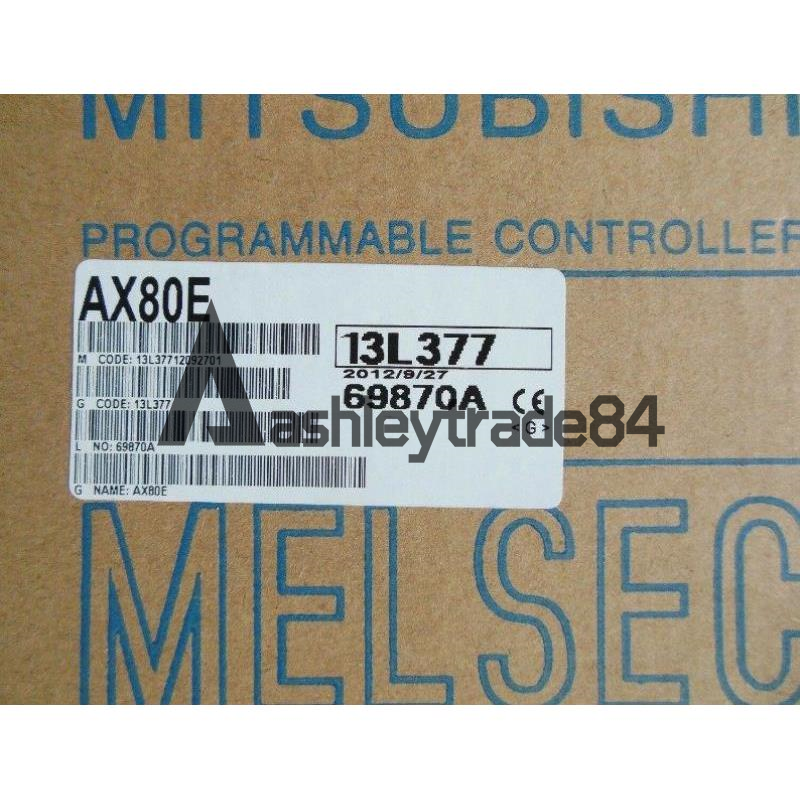 MITSUBISHI
PROGRAMMABLE CONTROLLER
AX80E
M CODE: 13L37712092701
13L377
2012/9/27
G CODE: 13L377
69870A CE
<G>
ashleytrade84
L NO: 69870A
G NAME: AX80E
MELSEC